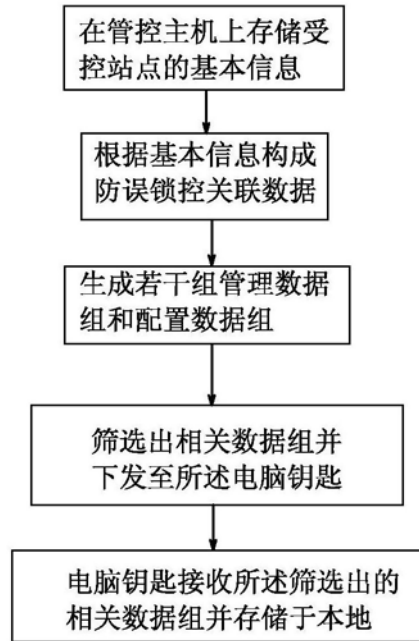 在管控主机上存储受
控站点的基本信息
根据基本信息构成
防误锁控关联数据
生成若干组管理数据
组和配置数据组
筛选出相关数据组并
下发至所述电脑钥匙
电脑钥匙接收所述筛选出的
相关数据组并存储于本地